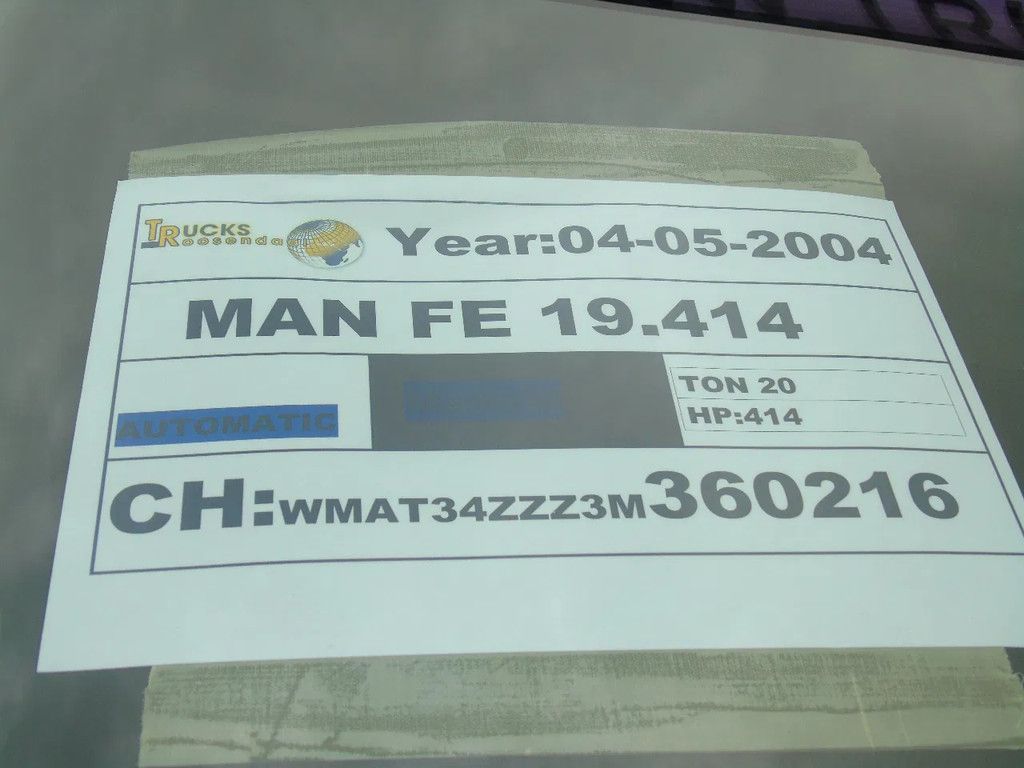 TRUCKS
Roosenda
Year:04-05-2004
MAN FE 19.414
TON 20
AUTOMATIC
HP:414
CH:WMAT34ZZZ3M360216